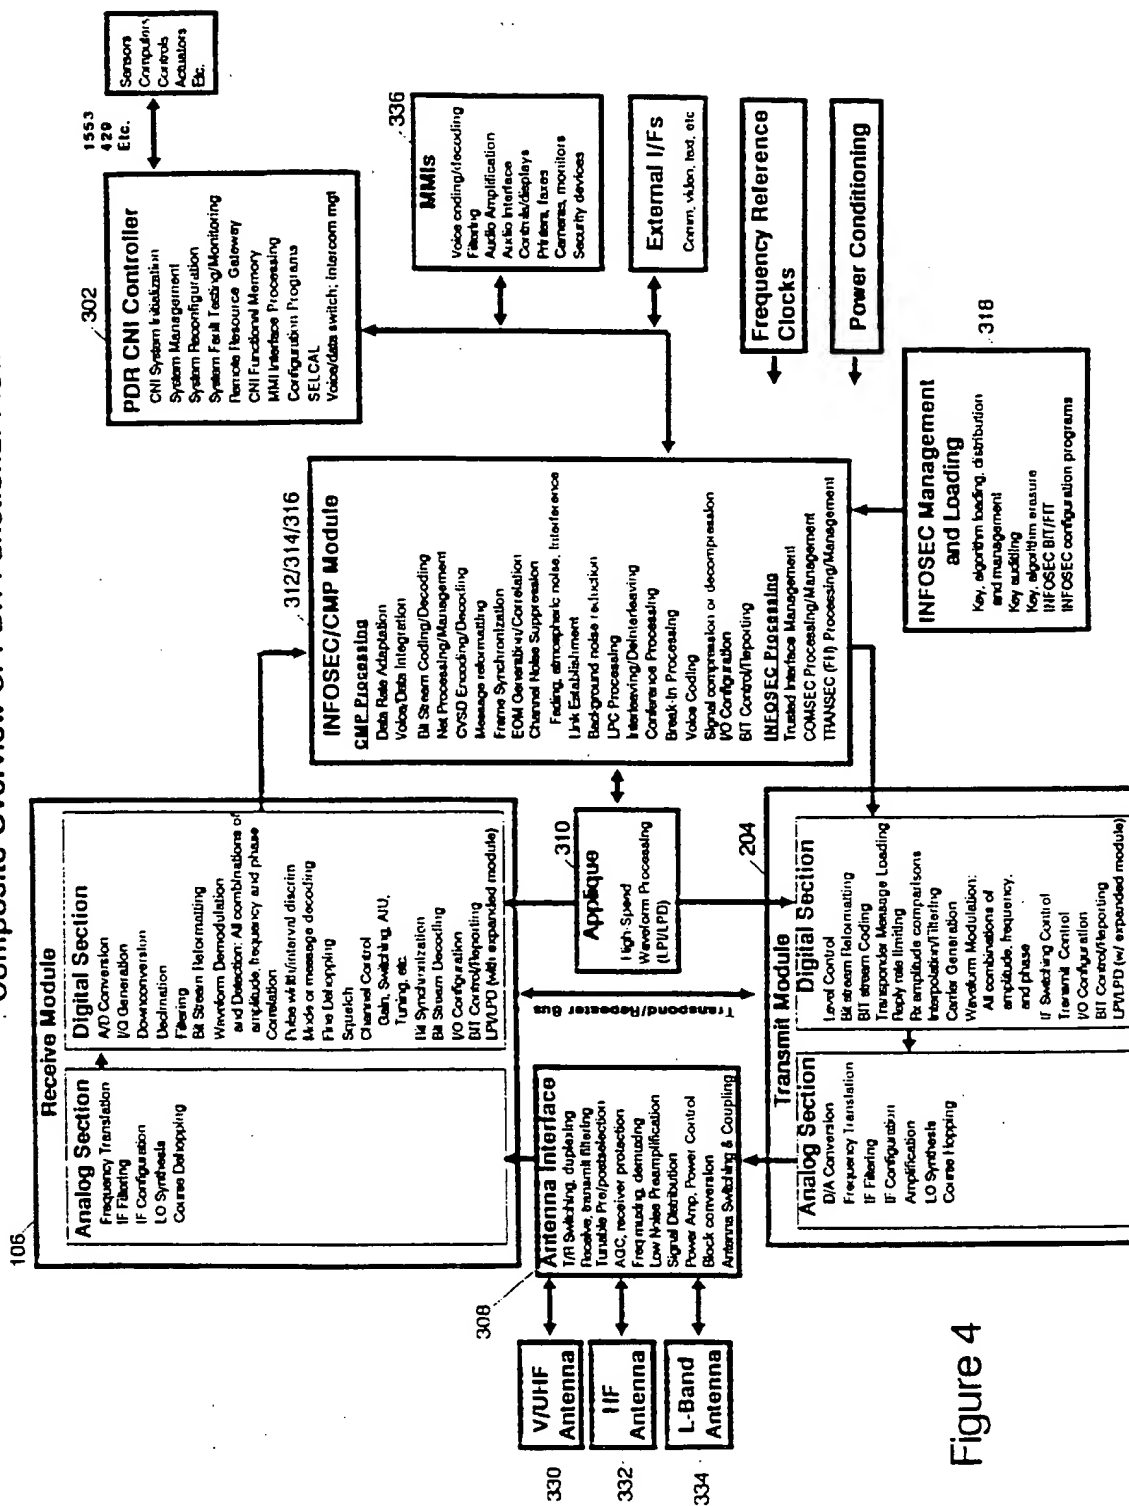 106
Receive Module
Analog Section
Frequency Translation
IF Filtering
IF Configuration
LO Synthesis
Course Dehopping
Digital Section
A/D Conversion
I/Q Generation
Downconversion
Decimation
Filtering
Bit Stream Reformatting
Waveform Demodulation
and Detection: All combinations of
amplitude, frequency and phase
Correlation
Pulse width/interval discrim
Mode or message decoding
Fine Dehopping
Squelch
Channel Control
Gain, Switching, AIU,
Tuning, etc.
Bit Synchronization
Bit Stream Decoding
I/O Configuration
BIT Control/Reporting
LPI/LPD (with expanded module)
330
V/UHF
Antenna
332
HF
Antenna
334
L-Band
Antenna
308
Antenna Interface
T/R Switching, duplexing
Receive, transmit filtering
Tunable Pre/postselection
AGC, receiver protection
Freq muxing, demuxing
Low Noise Preamplification
Signal Distribution
Power Amp, Power Control
Block conversion
Antenna Switching & Coupling
Transpond/Repeater Bus
310
Applique
High-Speed
Waveform Processing
(LPI/LPD)
204
Transmit Module
Analog Section
D/A Conversion
Frequency Translation
IF Filtering
IF Configuration
Amplification
LO Synthesis
Course Hopping
Digital Section
Level Control
Bit stream Reformatting
BIT stream Coding
Transponder Message Loading
Reply rate limiting
Re amplitude comparisons
Interpolation/Filtering
Carrier Generation
Waveform Modulation:
All combinations of
amplitude, frequency,
and phase
IF Switching Control
Transmit Control
I/O Configuration
BIT Control/Reporting
LPI/LPD (w/ expanded module)
312/314/316
INFOSEC/CMP Module
CMP Processing
Data Rate Adaptation
Voice/Data Integration
Bit Stream Coding/Decoding
Net Processing/Management
CVSD Encoding/Decoding
Message reformatting
Frame Synchronization
EOM Generation/Correlation
Channel Noise Suppression
Fading, atmospheric noise, Interference
Link Establishment
Background noise reduction
LPC Processing
Interleaving/Deinterleaving
Conference Processing
Break-In Processing
Voice Coding
Signal compression or decompression
I/O Configuration
BIT Control/Reporting
INFOSEC Processing
Trusted Interface Management
COMSEC Processing/Management
TRANSEC (FII) Processing/Management
302
PDR CNI Controller
CNI System Initialization
System Management
System Reconfiguration
System Fault Testing/Monitoring
Remote Resource Gateway
CNI Functional Memory
MMI Interface Processing
Configuration Programs
SELCAL
Voice/data switch; Intercom mgt
1553
429
Etc.
Sensors
Computers
Controls
Actuators
Etc.
336
MMIs
Voice coding/decoding
Filtering
Audio Amplification
Audio Interface
Controls/displays
Printers, faxes
Cameras, monitors
Security devices
External I/Fs
Comm, video, text, etc
Frequency Reference
Clocks
Power Conditioning
318
INFOSEC Management
and Loading
Key, algorithm loading, distribution
and management
Key auditing
Key, algorithm erasure
INFOSEC BIT/FIT
INFOSEC configuration programs
Figure 4